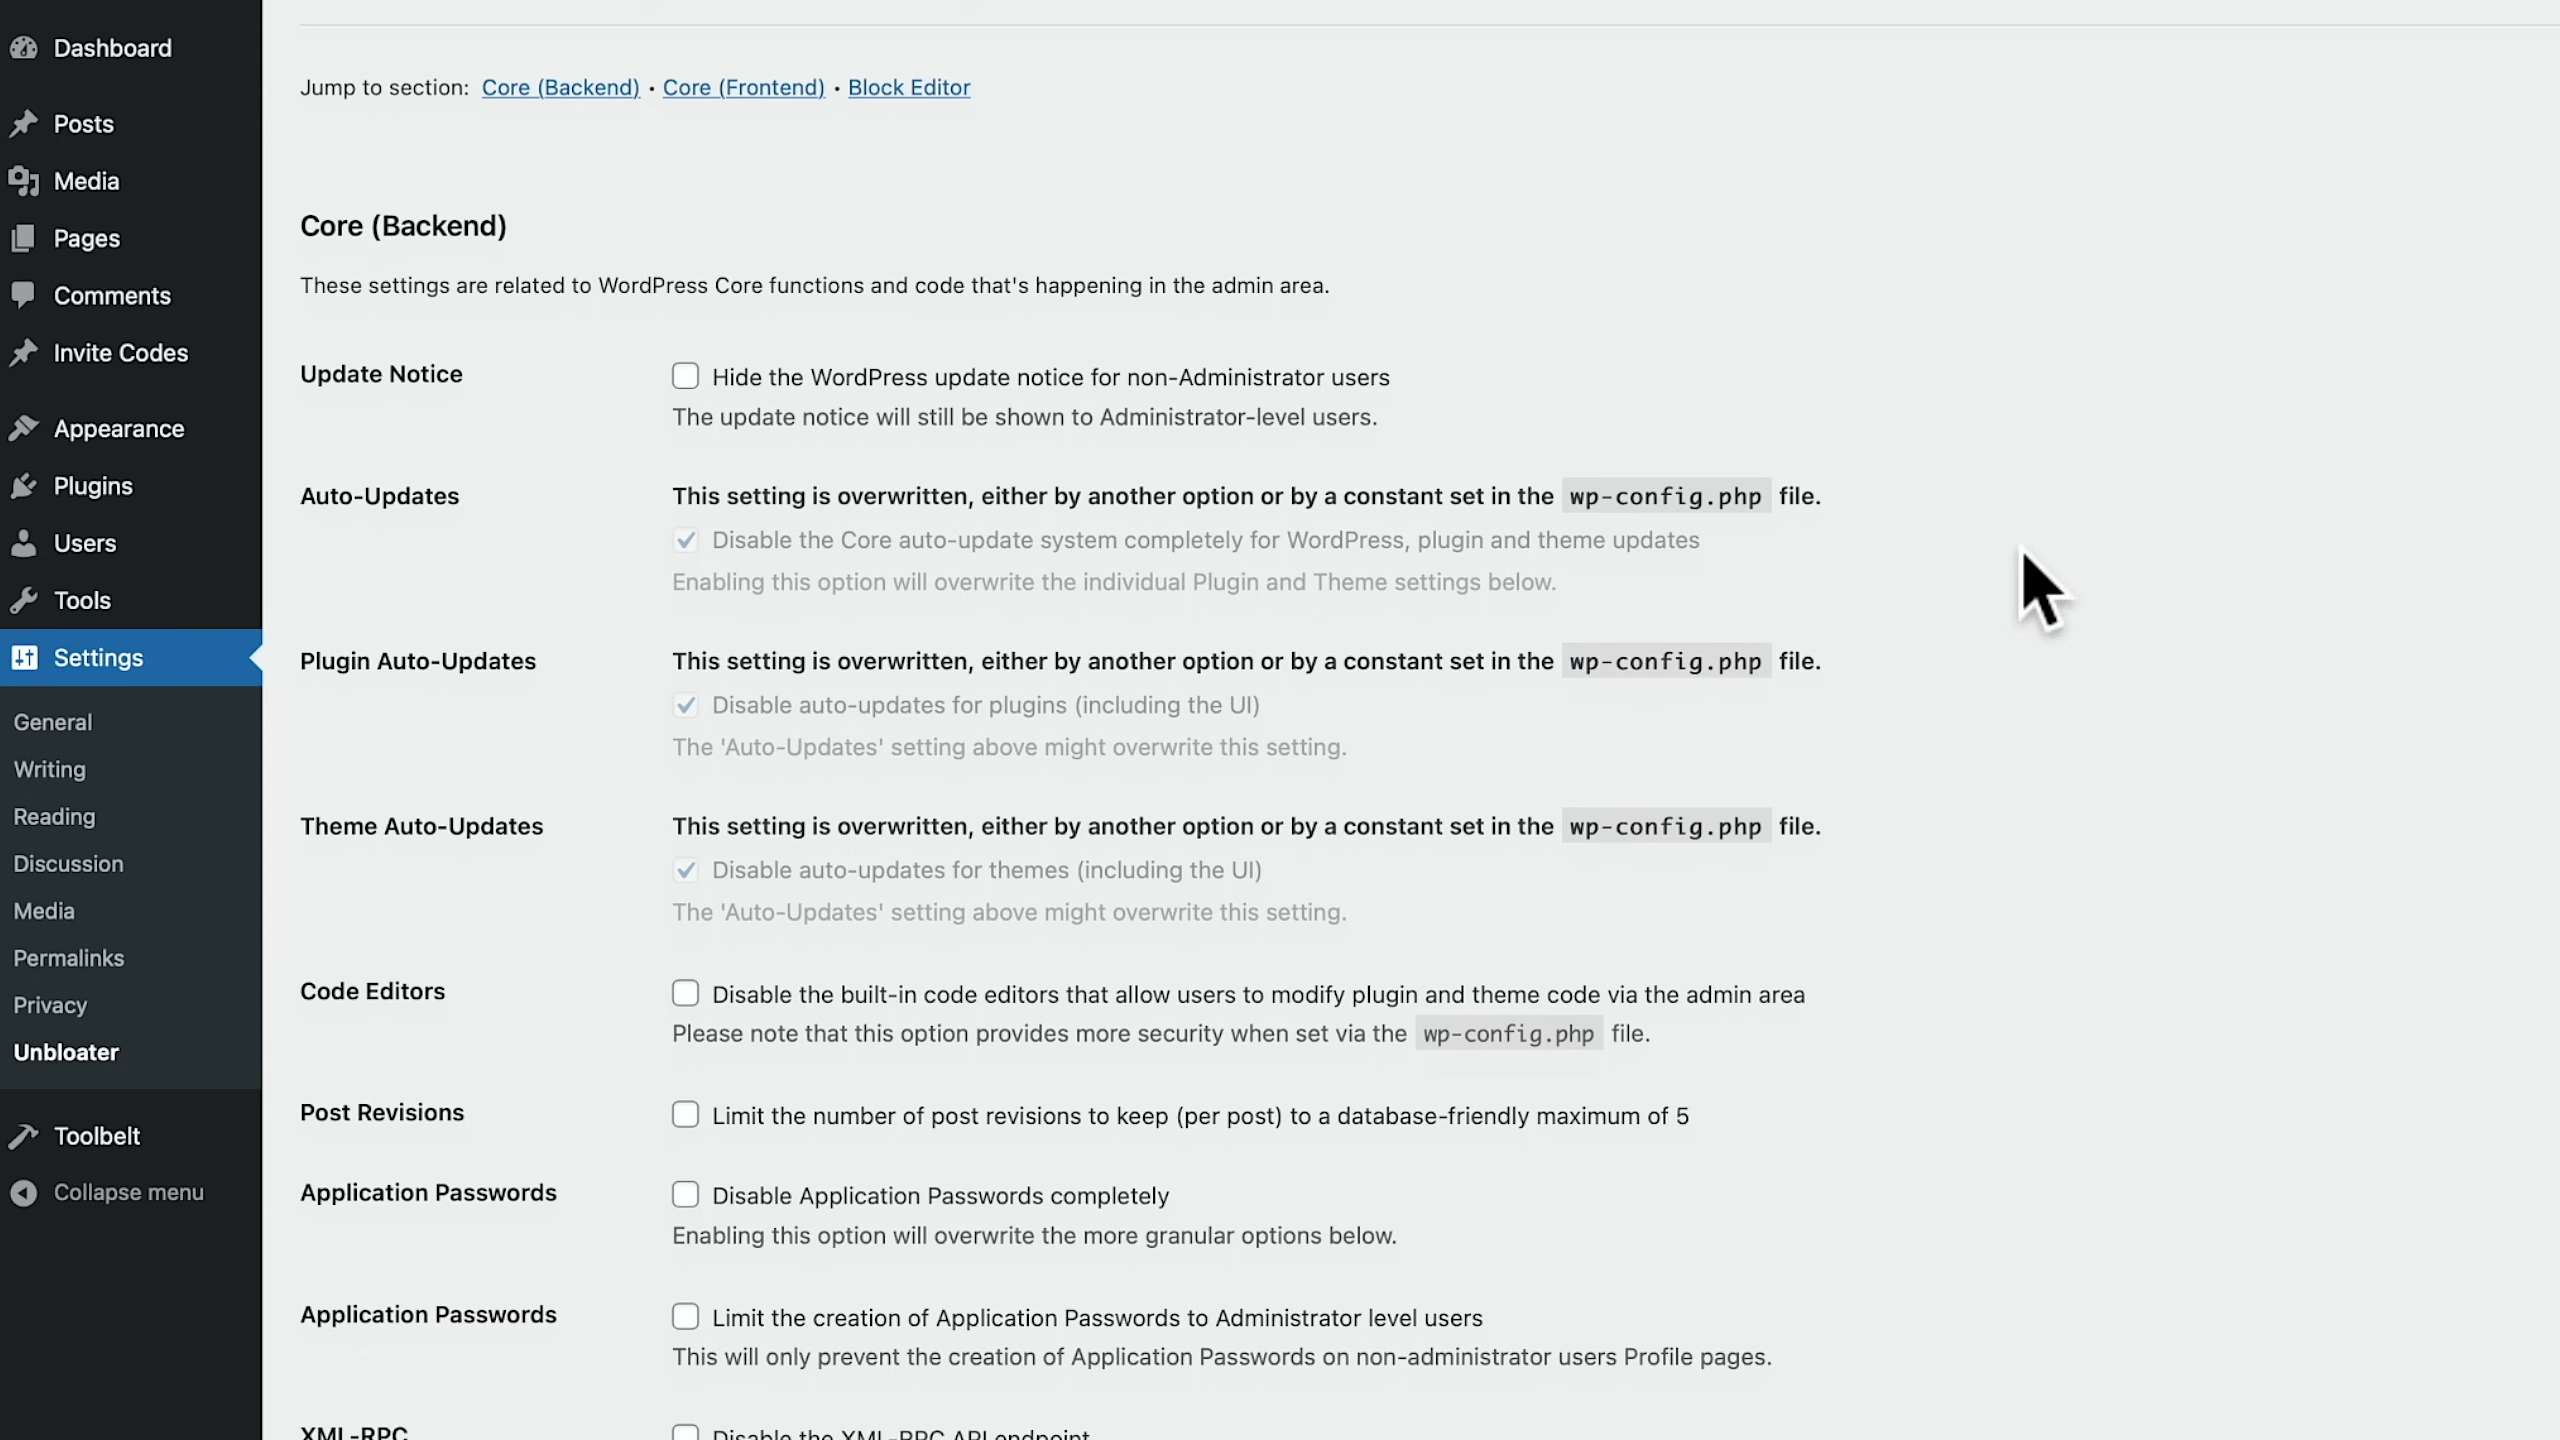 Dashboard
Posts
Media
Pages
Comments
Invite Codes
Appearance
Plugins
Users
Tools
Settings
General
Writing
Reading
Discussion
Media
Permalinks
Privacy
Unbloater
Toolbelt
Collapse menu
Jump to section: Core (Backend) • Core (Frontend) • Block Editor
Core (Backend)
These settings are related to WordPress Core functions and code that's happening in the admin area.
Update Notice
Hide the WordPress update notice for non-Administrator users
The update notice will still be shown to Administrator-level users.
Auto-Updates
This setting is overwritten, either by another option or by a constant set in the wp-config.php file.
Disable the Core auto-update system completely for WordPress, plugin and theme updates
Enabling this option will overwrite the individual Plugin and Theme settings below.
Plugin Auto-Updates
This setting is overwritten, either by another option or by a constant set in the wp-config.php file.
Disable auto-updates for plugins (including the UI)
The 'Auto-Updates' setting above might overwrite this setting.
Theme Auto-Updates
This setting is overwritten, either by another option or by a constant set in the wp-config.php file.
Disable auto-updates for themes (including the UI)
The 'Auto-Updates' setting above might overwrite this setting.
Code Editors
Disable the built-in code editors that allow users to modify plugin and theme code via the admin area
Please note that this option provides more security when set via the wp-config.php file.
Post Revisions
Limit the number of post revisions to keep (per post) to a database-friendly maximum of 5
Application Passwords
Disable Application Passwords completely
Enabling this option will overwrite the more granular options below.
Application Passwords
Limit the creation of Application Passwords to Administrator level users
This will only prevent the creation of Application Passwords on non-administrator users Profile pages.
XML-RPC
Disable the XML-RPC API endpoint